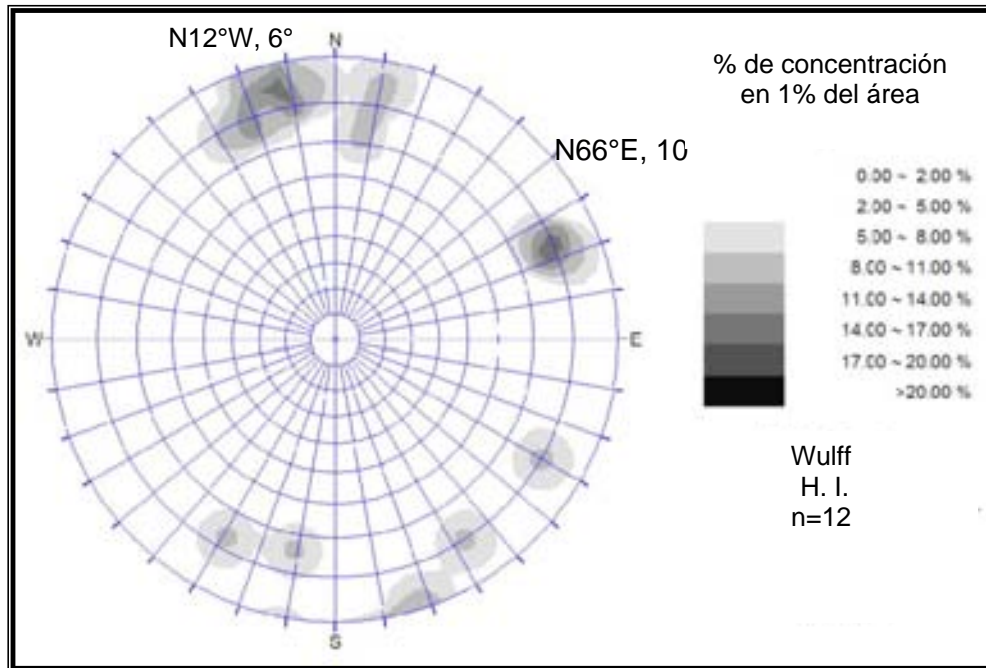 N12°W, 6°
N
% de concentración
en 1% del área
N66°E, 10
0.00 ~ 2.00 %
2.00 ~ 5.00 %
5.00 ~ 8.00 %
8.00 ~ 11.00 %
11.00 ~ 14.00 %
14.00 ~ 17.00 %
17.00 ~ 20.00 %
>20.00 %
W
E
Wulff
H. I.
n=12
S